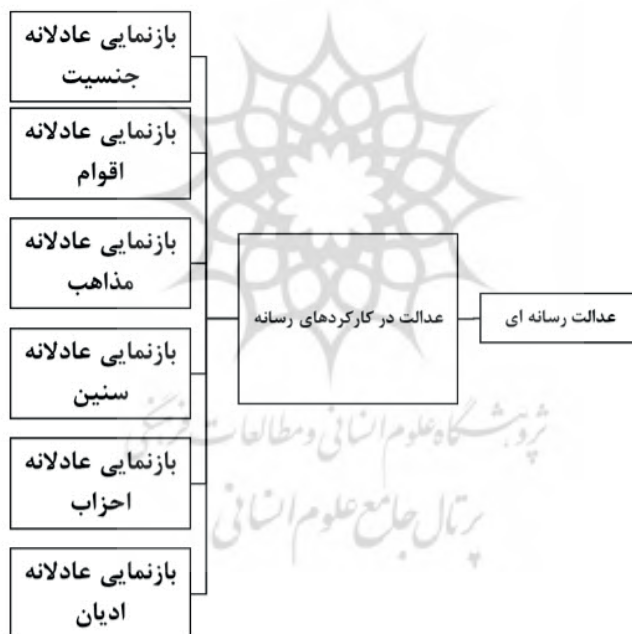 عدالت رسانه ای
عدالت در کارکردهای رسانه
بازنمایی عادلانه
جنسیت
بازنمایی عادلانه
اقوام
بازنمایی عادلانه
مذاهب
بازنمایی عادلانه
سنین
بازنمایی عادلانه
احزاب
بازنمایی عادلانه
ادیان
پژوهشگاه علوم انسانی و مطالعات فرهنگی
پرتال جامع علوم انسانی